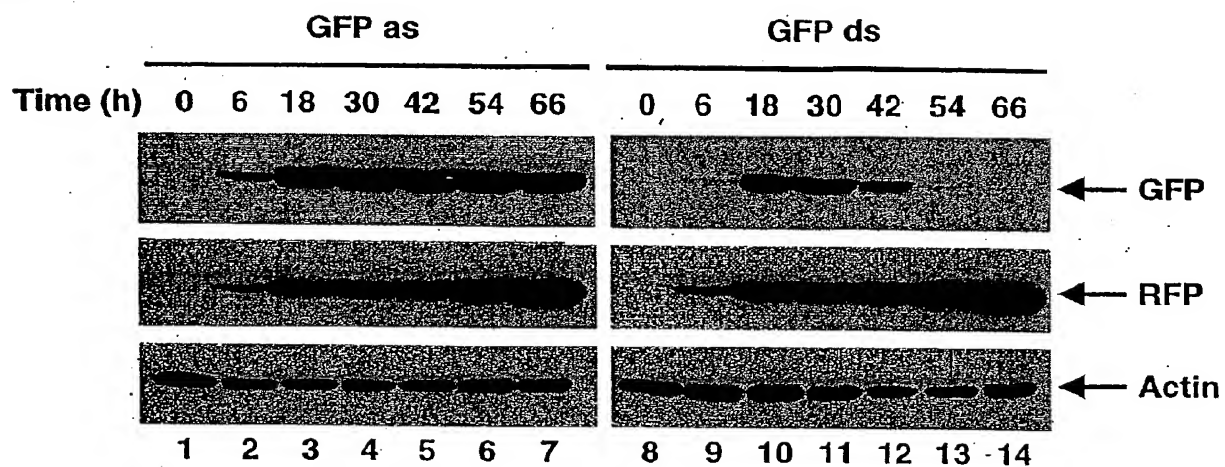 GFP as GFP ds
Time (h) 0 6 18 30 42 54 66 0 6 18 30 42 54 66
GFP
RFP
Actin
1 2 3 4 5 6 7 8 9 10 11 12 13 14